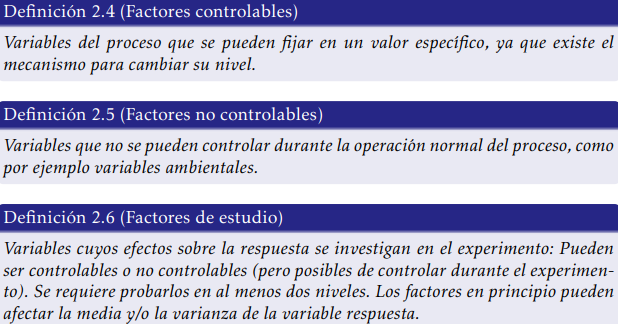 Definición 2.4 (Factores controlables)
Variables del proceso que se pueden fijar en un valor específico, ya que existe el
mecanismo para cambiar su nivel.
Definición 2.5 (Factores no controlables)
Variables que no se pueden controlar durante la operación normal del proceso, como
por ejemplo variables ambientales.
Definición 2.6 (Factores de estudio)
Variables cuyos efectos sobre la respuesta se investigan en el experimento: Pueden
ser controlables o no controlables (pero posibles de controlar durante el experimen-
to). Se requiere probarlos en al menos dos niveles. Los factores en principio pueden
afectar la media y/o la varianza de la variable respuesta.